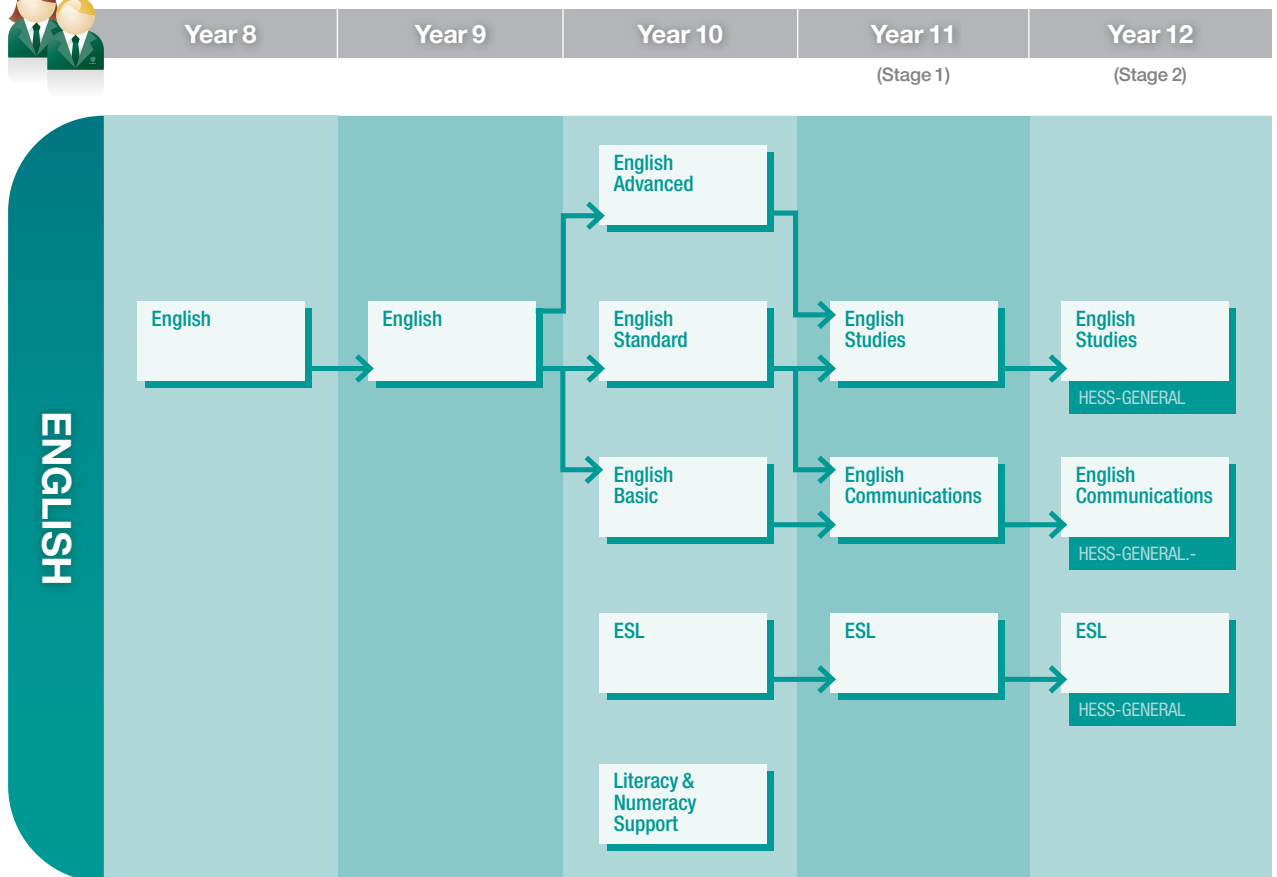 Year 8
Year 9
Year 10
Year 11
Year 12
(Stage 1)
(Stage 2)
ENGLISH
English
Advanced
English
English
English
Standard
English
Studies
English
Studies
HESS-GENERAL
English
Basic
English
Communications
English
Communications
HESS-GENERAL.-
ESL
ESL
ESL
HESS-GENERAL
Literacy &
Numeracy
Support